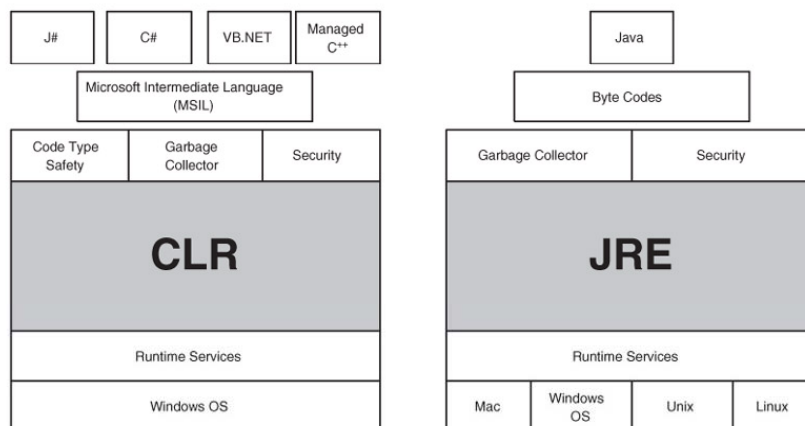 J#
C#
VB.NET
Managed
C++
Microsoft Intermediate Language
(MSIL)
Code Type
Safety
Garbage
Collector
Security
CLR
Runtime Services
Windows OS
Java
Byte Codes
Garbage Collector
Security
JRE
Runtime Services
Mac
Windows
OS
Unix
Linux